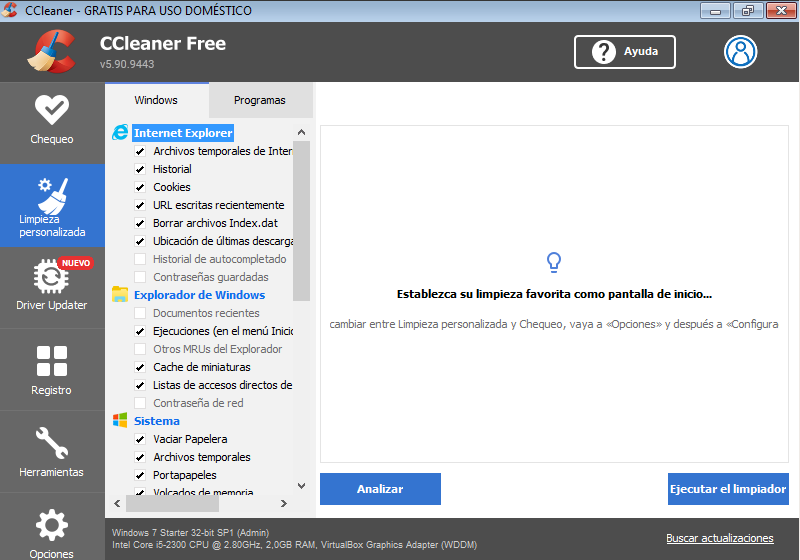 CCleaner - GRATIS PARA USO DOMÉSTICO
CCleaner Free
v5.90.9443
Ayuda
Chequeo
Limpieza
personalizada
NUEVO
Driver Updater
Registro
Herramientas
Opciones
Windows
Programas
Internet Explorer
Archivos temporales de Inter
Historial
Cookies
URL escritas recientemente
Borrar archivos Index.dat
Ubicación de últimas descarga
Historial de autocompletado
Contraseñas guardadas
Explorador de Windows
Documentos recientes
Ejecuciones (en el menú Inicio
Otros MRUs del Explorador
Cache de miniaturas
Listas de accesos directos de
Contraseña de red
Sistema
Vaciar Papelera
Archivos temporales
Portapapeles
Volcados de memoria
Establezca su limpieza favorita como pantalla de inicio...
cambiar entre Limpieza personalizada y Chequeo, vaya a «Opciones» y después a «Configura
Analizar
Ejecutar el limpiador
Windows 7 Starter 32-bit SP1 (Admin)
Intel Core i5-2300 CPU @ 2.80GHz, 2,0GB RAM, VirtualBox Graphics Adapter (WDDM)
Buscar actualizaciones